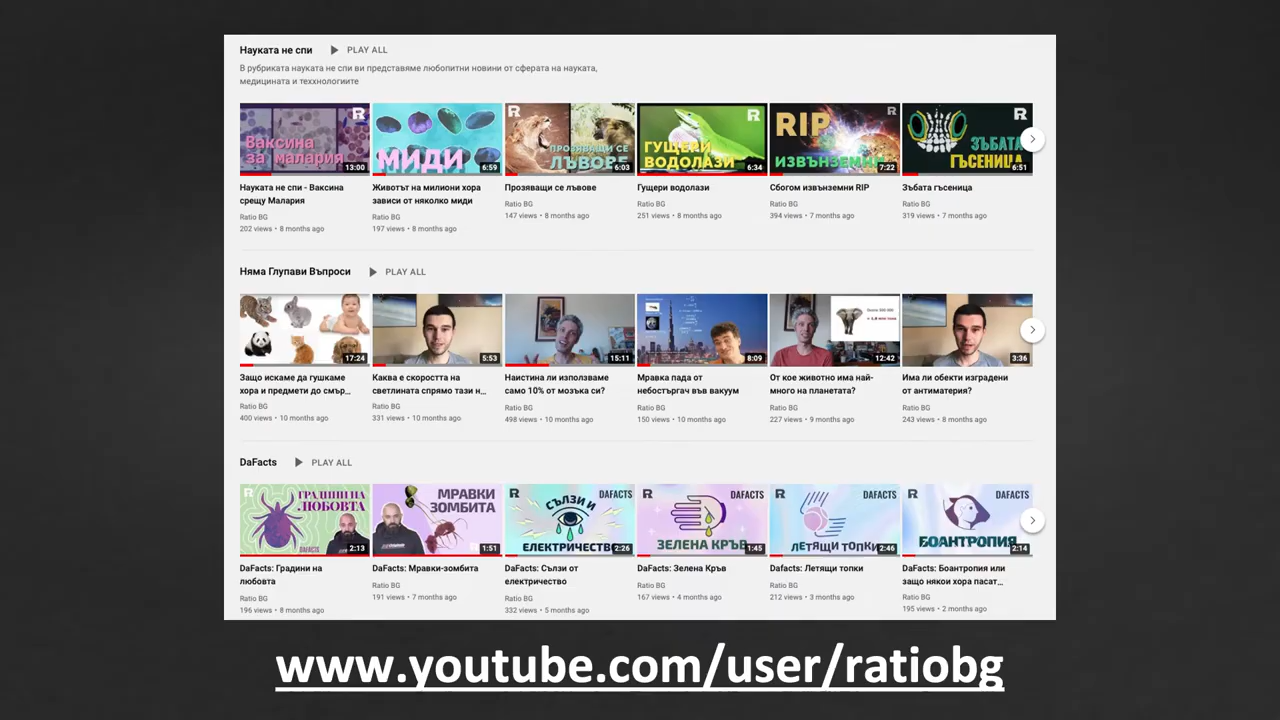 Науката не спи PLAY ALL
В рубриката науката не спи ви представяме любопитни новини от сферата на науката,
медицината и теххнологиите
R
Ваксина
за малария
13:00
МИДИ
6:59
R
ПРОЗЯВАЩИ СЕ
ЛЪВОВЕ
6:03
R
ГУЩЕРИ
ВОДОЛАЗИ
6:34
RIP
ИЗВЪНЗЕМНИ
7:22
R
ЗЪБАТА
ГЪСЕНИЦА
6:51
Науката не спи - Ваксина
срещу Малария
Ratio BG
202 views • 8 months ago
Животът на милиони хора
зависи от няколко миди
Ratio BG
197 views • 8 months ago
Прозяващи се лъвове
Ratio BG
147 views • 8 months ago
Гущери водолази
Ratio BG
251 views • 8 months ago
Сбогом извънземни RIP
Ratio BG
394 views • 7 months ago
Зъбата гъсеница
Ratio BG
319 views • 7 months ago
Няма Глупави Въпроси PLAY ALL
17:24
5:53
15:11
8:09
12:42
3:36
Защо искаме да гушкаме
хора и предмети до смър...
Ratio BG
400 views • 10 months ago
Каква е скоростта на
светлината спрямо тази н...
Ratio BG
331 views • 10 months ago
Наистина ли използваме
само 10% от мозъка си?
Ratio BG
498 views • 10 months ago
Мравка пада от
небостъргач във вакуум
Ratio BG
150 views • 10 months ago
От кое животно има най-
много на планетата?
Ratio BG
227 views • 9 months ago
Има ли обекти изградени
от антиматерия?
Ratio BG
243 views • 8 months ago
DaFacts PLAY ALL
R
ГРАДИНИ НА
ЛЮБОВТА
DAFACTS
2:13
МРАВКИ
ЗОМБИТА
1:51
R DAFACTS
СЪЛЗИ И
ЕЛЕКТРИЧЕСТВО
2:26
R DAFACTS
ЗЕЛЕНА КРЪВ
1:45
R DAFACTS
ЛЕТЯЩИ ТОПКИ
2:46
R DAFACTS
БОАНТРОПИЯ
2:14
DaFacts: Градини на
любовта
Ratio BG
196 views • 8 months ago
DaFacts: Мравки-зомбита
Ratio BG
191 views • 7 months ago
DaFacts: Сълзи от
електричество
Ratio BG
332 views • 5 months ago
DaFacts: Зелена Кръв
Ratio BG
167 views • 4 months ago
Dafacts: Летящи топки
Ratio BG
212 views • 3 months ago
DaFacts: Боантропия или
защо някои хора пасат...
Ratio BG
195 views • 2 months ago
www.youtube.com/user/ratiobg